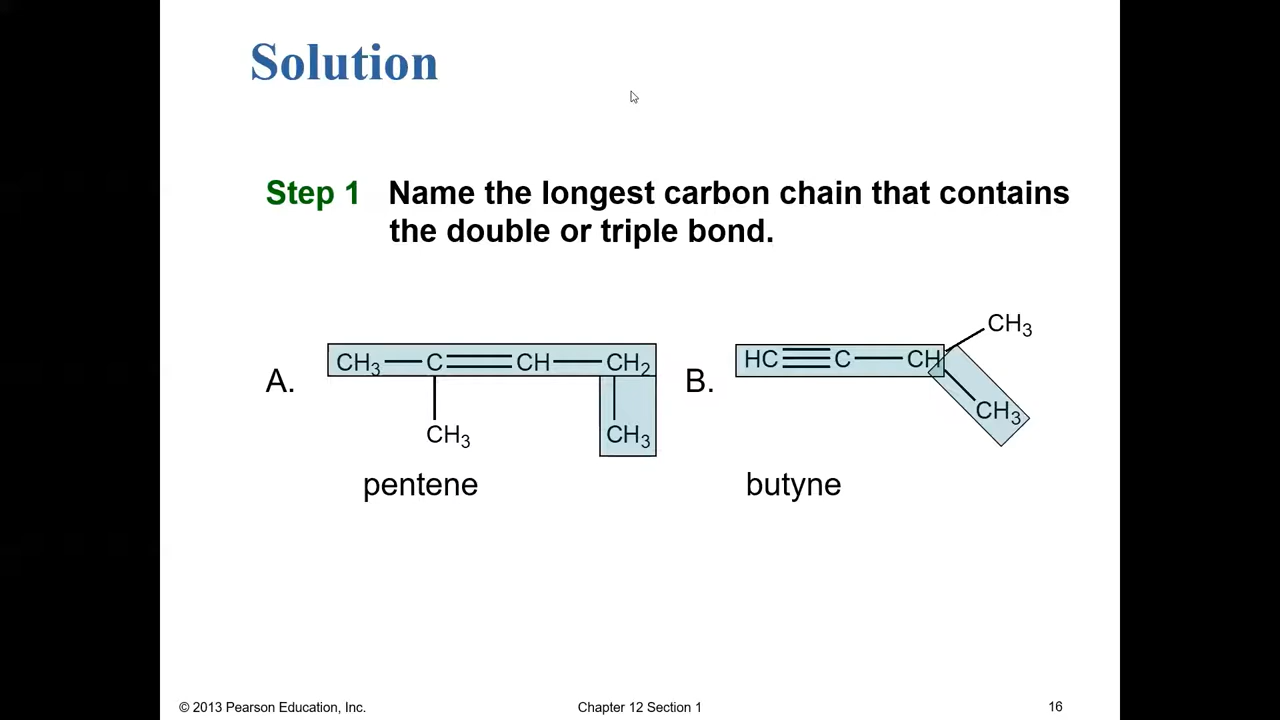 Solution
Step 1 Name the longest carbon chain that contains
the double or triple bond.
A.
CH₃ C CH CH₂
CH₃ CH₃
pentene
B.
HC C CH
CH₃
CH₃
butyne
© 2013 Pearson Education, Inc.
Chapter 12 Section 1
16